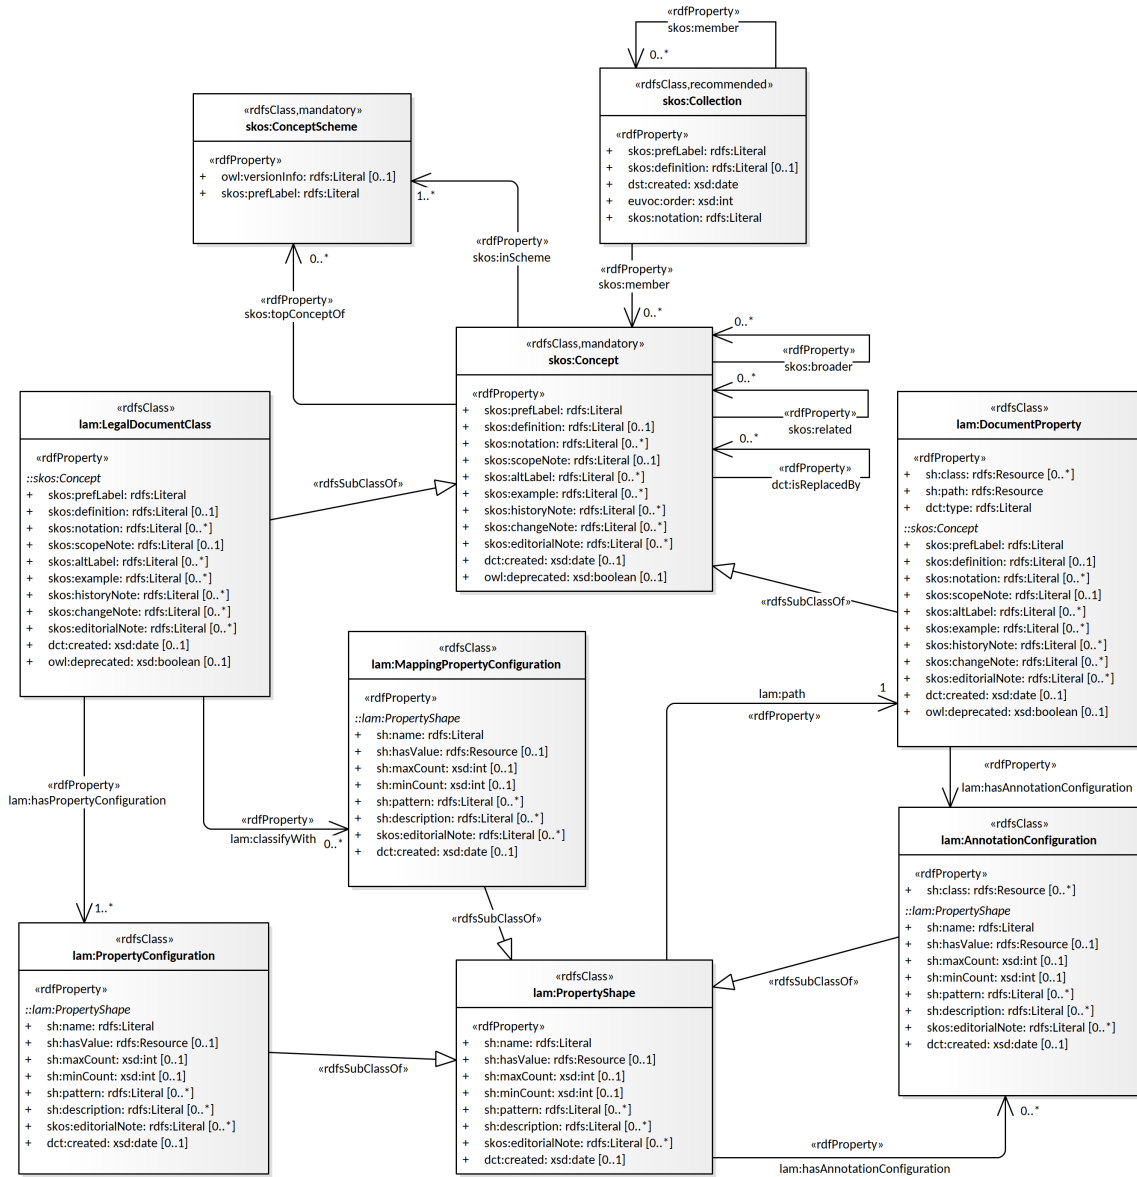 «rdfProperty»
skos:member
0..*
«rdfsClass,recommended»
skos:Collection
«rdfProperty»
+ skos:prefLabel: rdfs:Literal
+ skos:definition: rdfs:Literal [0..1]
+ dst:created: xsd:date
+ euvoc:order: xsd:int
+ skos:notation: rdfs:Literal
«rdfsClass,mandatory»
skos:ConceptScheme
«rdfProperty»
+ owl:versionInfo: rdfs:Literal [0..1]
+ skos:prefLabel: rdfs:Literal
1..*
«rdfProperty»
skos:inScheme
0..*
«rdfProperty»
skos:topConceptOf
«rdfProperty»
skos:member
0..*
«rdfsClass,mandatory»
skos:Concept
«rdfProperty»
+ skos:prefLabel: rdfs:Literal
+ skos:definition: rdfs:Literal [0..1]
+ skos:notation: rdfs:Literal [0..*]
+ skos:scopeNote: rdfs:Literal [0..1]
+ skos:altLabel: rdfs:Literal [0..*]
+ skos:example: rdfs:Literal [0..*]
+ skos:historyNote: rdfs:Literal [0..*]
+ skos:changeNote: rdfs:Literal [0..*]
+ skos:editorialNote: rdfs:Literal [0..*]
+ dct:created: xsd:date [0..1]
+ owl:deprecated: xsd:boolean [0..1]
0..*
«rdfProperty»
skos:broader
0..*
«rdfProperty»
skos:related
0..*
«rdfProperty»
dct:isReplacedBy
«rdfsClass»
lam:LegalDocumentClass
«rdfProperty»
::skos:Concept
+ skos:prefLabel: rdfs:Literal
+ skos:definition: rdfs:Literal [0..1]
+ skos:notation: rdfs:Literal [0..*]
+ skos:scopeNote: rdfs:Literal [0..1]
+ skos:altLabel: rdfs:Literal [0..*]
+ skos:example: rdfs:Literal [0..*]
+ skos:historyNote: rdfs:Literal [0..*]
+ skos:changeNote: rdfs:Literal [0..*]
+ skos:editorialNote: rdfs:Literal [0..*]
+ dct:created: xsd:date [0..1]
+ owl:deprecated: xsd:boolean [0..1]
«rdfsSubClassOf»
«rdfsClass»
lam:DocumentProperty
«rdfProperty»
+ sh:class: rdfs:Resource [0..*]
+ sh:path: rdfs:Resource
+ dct:type: rdfs:Literal
::skos:Concept
+ skos:prefLabel: rdfs:Literal
+ skos:definition: rdfs:Literal [0..1]
+ skos:notation: rdfs:Literal [0..*]
+ skos:scopeNote: rdfs:Literal [0..1]
+ skos:altLabel: rdfs:Literal [0..*]
+ skos:example: rdfs:Literal [0..*]
+ skos:historyNote: rdfs:Literal [0..*]
+ skos:changeNote: rdfs:Literal [0..*]
+ skos:editorialNote: rdfs:Literal [0..*]
+ dct:created: xsd:date [0..1]
+ owl:deprecated: xsd:boolean [0..1]
«rdfsSubClassOf»
«rdfsClass»
lam:MappingPropertyConfiguration
«rdfProperty»
::lam:PropertyShape
+ sh:name: rdfs:Literal
+ sh:hasValue: rdfs:Resource [0..1]
+ sh:maxCount: xsd:int [0..1]
+ sh:minCount: xsd:int [0..1]
+ sh:pattern: rdfs:Literal [0..*]
+ sh:description: rdfs:Literal [0..*]
+ skos:editorialNote: rdfs:Literal [0..*]
+ dct:created: xsd:date [0..1]
lam:path
1
«rdfProperty»
«rdfProperty»
lam:hasPropertyConfiguration
1..*
«rdfProperty»
lam:classifyWith
0..*
«rdfProperty»
lam:hasAnnotationConfiguration
«rdfsClass»
lam:AnnotationConfiguration
«rdfProperty»
+ sh:class: rdfs:Resource [0..*]
::lam:PropertyShape
+ sh:name: rdfs:Literal
+ sh:hasValue: rdfs:Resource [0..1]
+ sh:maxCount: xsd:int [0..1]
+ sh:minCount: xsd:int [0..1]
+ sh:pattern: rdfs:Literal [0..*]
+ sh:description: rdfs:Literal [0..*]
+ skos:editorialNote: rdfs:Literal [0..*]
+ dct:created: xsd:date [0..1]
«rdfsSubClassOf»
«rdfsSubClassOf»
«rdfsClass»
lam:PropertyConfiguration
«rdfProperty»
::lam:PropertyShape
+ sh:name: rdfs:Literal
+ sh:hasValue: rdfs:Resource [0..1]
+ sh:maxCount: xsd:int [0..1]
+ sh:minCount: xsd:int [0..1]
+ sh:pattern: rdfs:Literal [0..*]
+ sh:description: rdfs:Literal [0..*]
+ skos:editorialNote: rdfs:Literal [0..*]
+ dct:created: xsd:date [0..1]
«rdfsSubClassOf»
«rdfsClass»
lam:PropertyShape
«rdfProperty»
+ sh:name: rdfs:Literal
+ sh:hasValue: rdfs:Resource [0..1]
+ sh:maxCount: xsd:int [0..1]
+ sh:minCount: xsd:int [0..1]
+ sh:pattern: rdfs:Literal [0..*]
+ sh:description: rdfs:Literal [0..*]
+ skos:editorialNote: rdfs:Literal [0..*]
+ dct:created: xsd:date [0..1]
0..*
«rdfProperty»
lam:hasAnnotationConfiguration